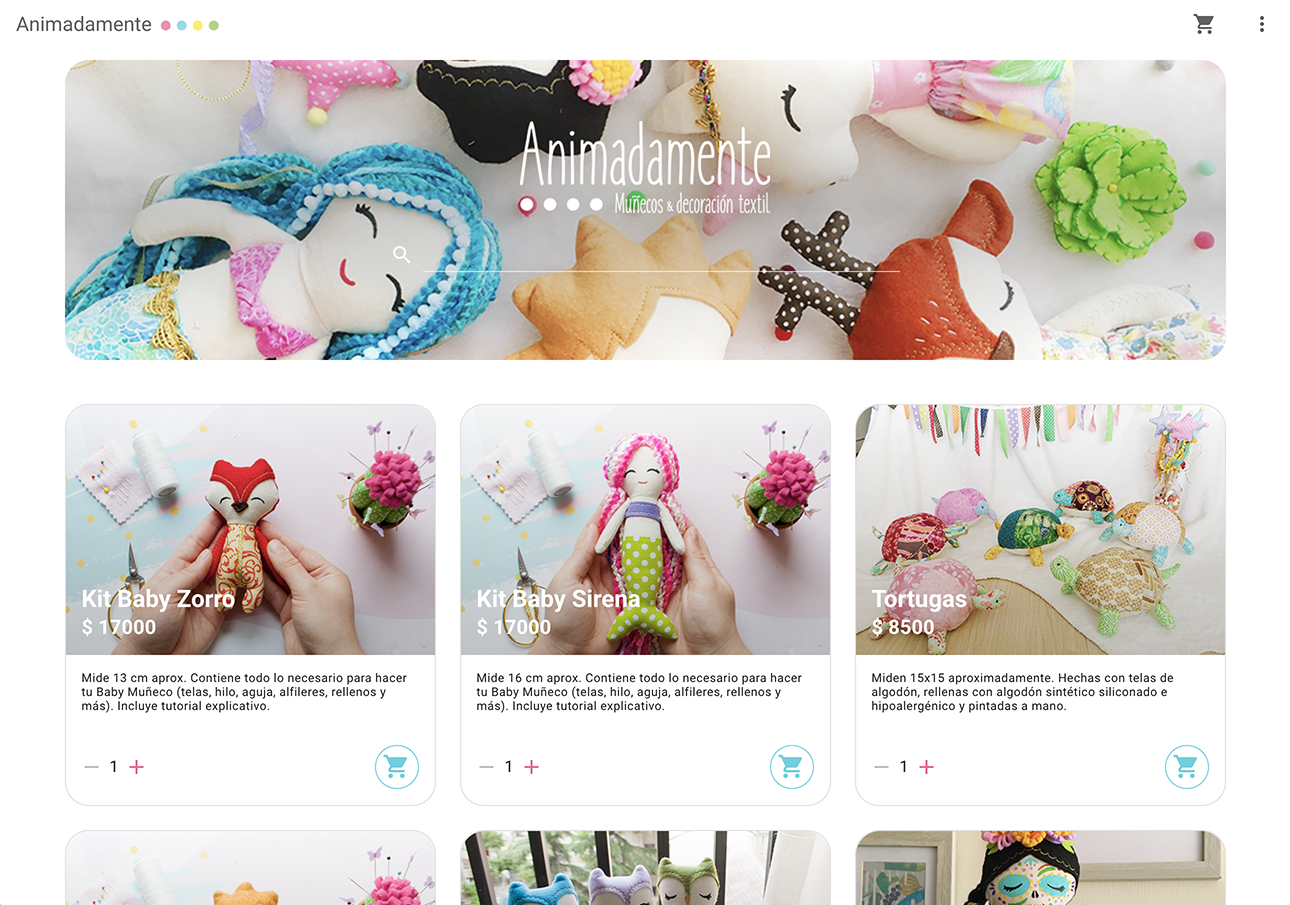 Animadamente
Animadamente
Muñecos & decoración textil
Kit Baby Zorro
$ 17000
Mide 13 cm aprox. Contiene todo lo necesario para hacer
tu Baby Muñeco (telas, hilo, aguja, alfileres, rellenos y
más). Incluye tutorial explicativo.
1
Kit Baby Sirena
$ 17000
Mide 16 cm aprox. Contiene todo lo necesario para hacer
tu Baby Muñeco (telas, hilo, aguja, alfileres, rellenos y
más). Incluye tutorial explicativo.
1
Tortugas
$ 8500
Miden 15x15 aproximadamente. Hechas con telas de
algodón, rellenas con algodón sintético siliconado e
hipoalergénico y pintadas a mano.
1